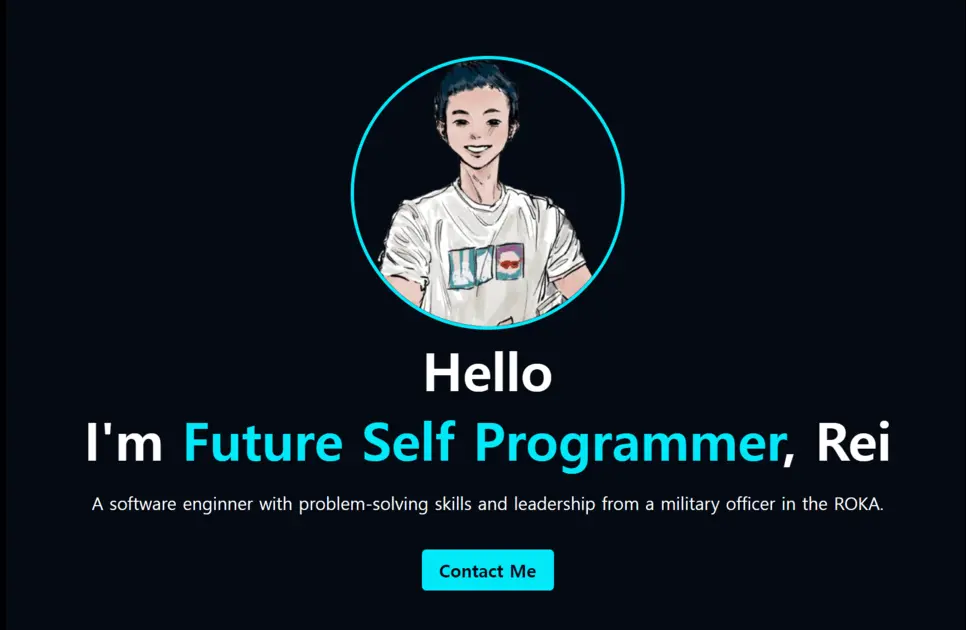 Hello
I'm Future Self Programmer, Rei
A software enginner with problem-solving skills and leadership from a military officer in the ROKA.
Contact Me